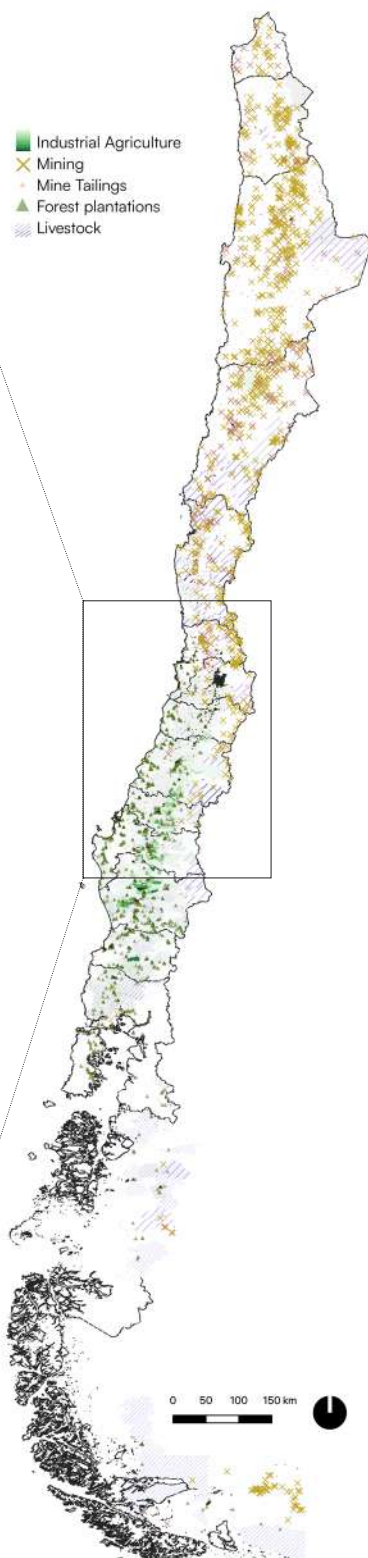 Industrial Agriculture
Mining
Mine Tailings
Forest plantations
Livestock
0 50 100 150 km